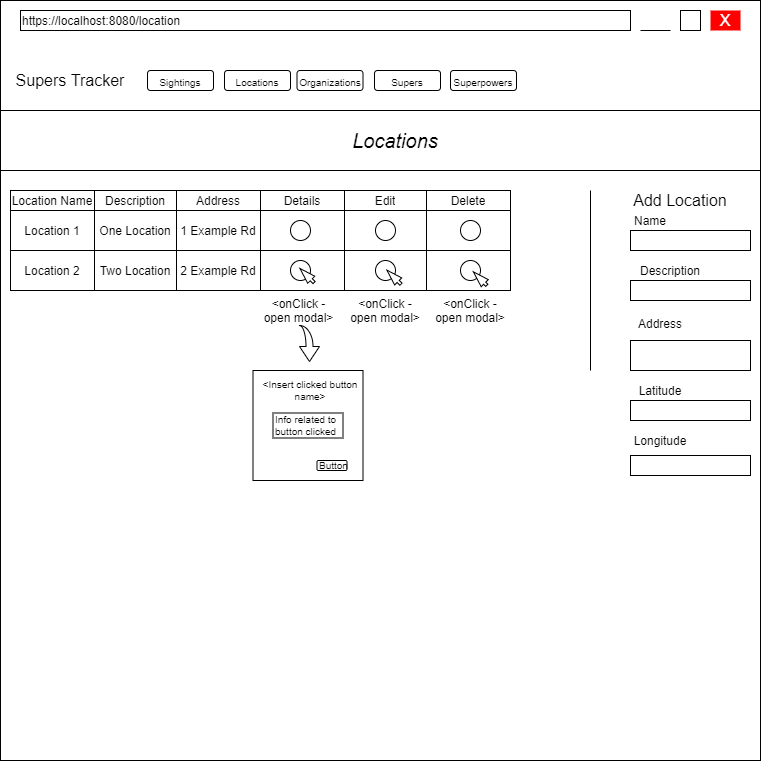 https://localhost:8080/location
X
Supers Tracker
Sightings
Locations
Organizations
Supers
Superpowers
Locations
Location Name Description Address Details Edit Delete
Location 1 One Location 1 Example Rd
Location 2 Two Location 2 Example Rd
<onClick -
open modal>
<onClick -
open modal>
<onClick -
open modal>
<Insert clicked button
name>
Info related to
button clicked
Button
Add Location
Name
Description
Address
Latitude
Longitude